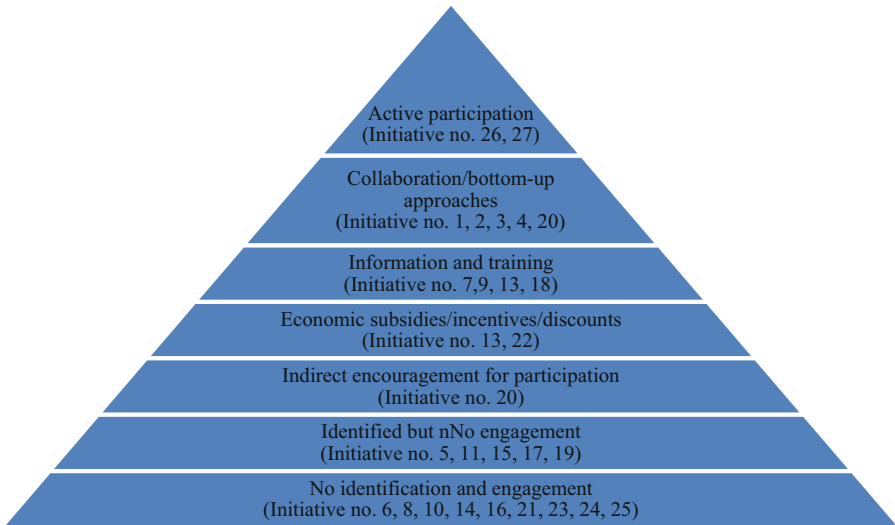 Active participation
(Initiative no. 26, 27)
Collaboration/bottom-up
approaches
(Initiative no. 1, 2, 3, 4, 20)
Information and training
(Initiative no. 7,9, 13, 18)
Economic subsidies/incentives/discounts
(Initiative no. 13, 22)
Indirect encouragement for participation
(Initiative no. 20)
Identified but nNo engagement
(Initiative no. 5, 11, 15, 17, 19)
No identification and engagement
(Initiative no. 6, 8, 10, 14, 16, 21, 23, 24, 25)